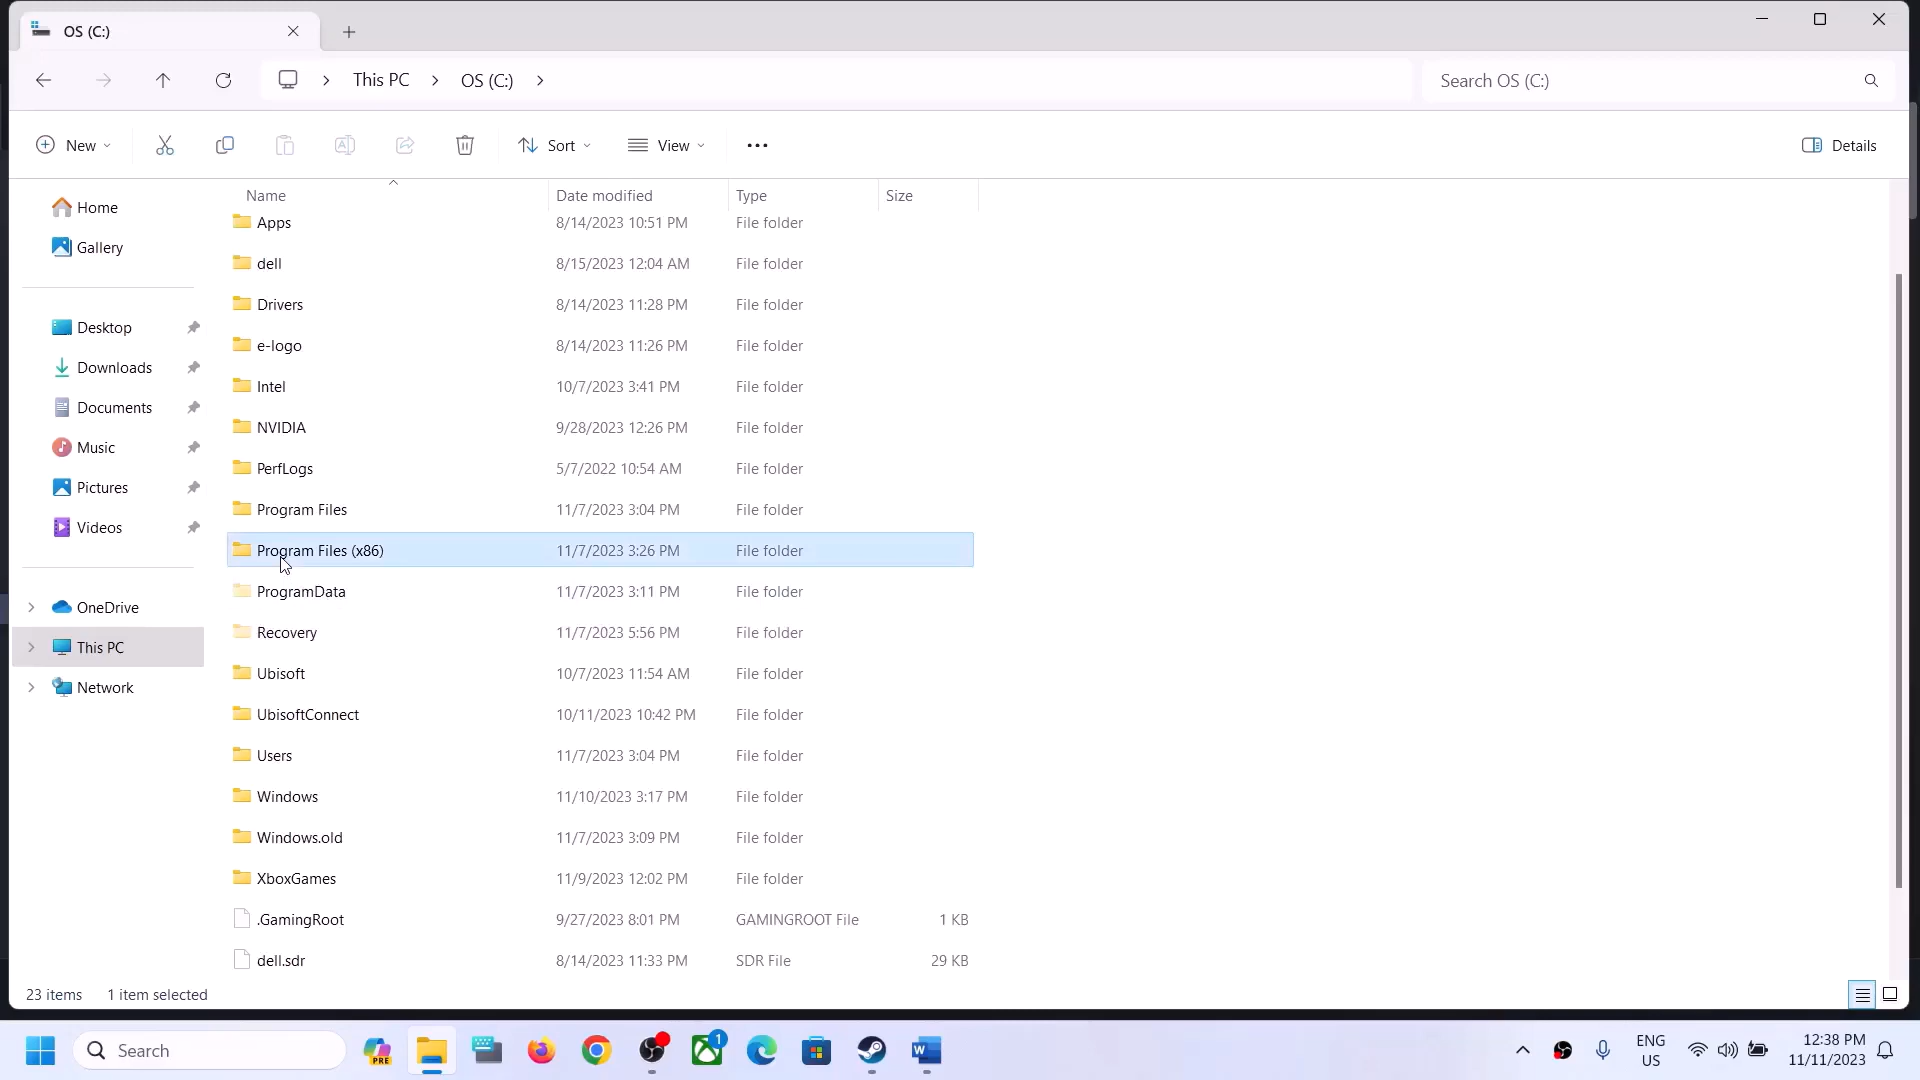 OS (C:)
This PC OS (C:)
Search OS (C:)
New Sort View Details
Name Date modified Type Size
Home
Gallery
Desktop
Downloads
Documents
Music
Pictures
Videos
OneDrive
This PC
Network
Apps 8/14/2023 10:51 PM File folder
dell 8/15/2023 12:04 AM File folder
Drivers 8/14/2023 11:28 PM File folder
e-logo 8/14/2023 11:26 PM File folder
Intel 10/7/2023 3:41 PM File folder
NVIDIA 9/28/2023 12:26 PM File folder
PerfLogs 5/7/2022 10:54 AM File folder
Program Files 11/7/2023 3:04 PM File folder
Program Files (x86) 11/7/2023 3:26 PM File folder
ProgramData 11/7/2023 3:11 PM File folder
Recovery 11/7/2023 5:56 PM File folder
Ubisoft 10/7/2023 11:54 AM File folder
UbisoftConnect 10/11/2023 10:42 PM File folder
Users 11/7/2023 3:04 PM File folder
Windows 11/10/2023 3:17 PM File folder
Windows.old 11/7/2023 3:09 PM File folder
XboxGames 11/9/2023 12:02 PM File folder
.GamingRoot 9/27/2023 8:01 PM GAMINGROOT File 1 KB
dell.sdr 8/14/2023 11:33 PM SDR File 29 KB
23 items 1 item selected
Search
PRE
1
W
ENG
US
12:38 PM
11/11/2023